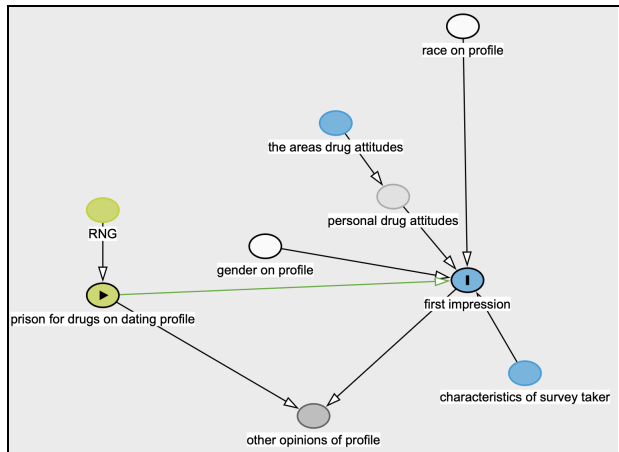 race on profile
the areas drug attitudes
personal drug attitudes
RNG
gender on profile
prison for drugs on dating profile
first impression
characteristics of survey taker
other opinions of profile